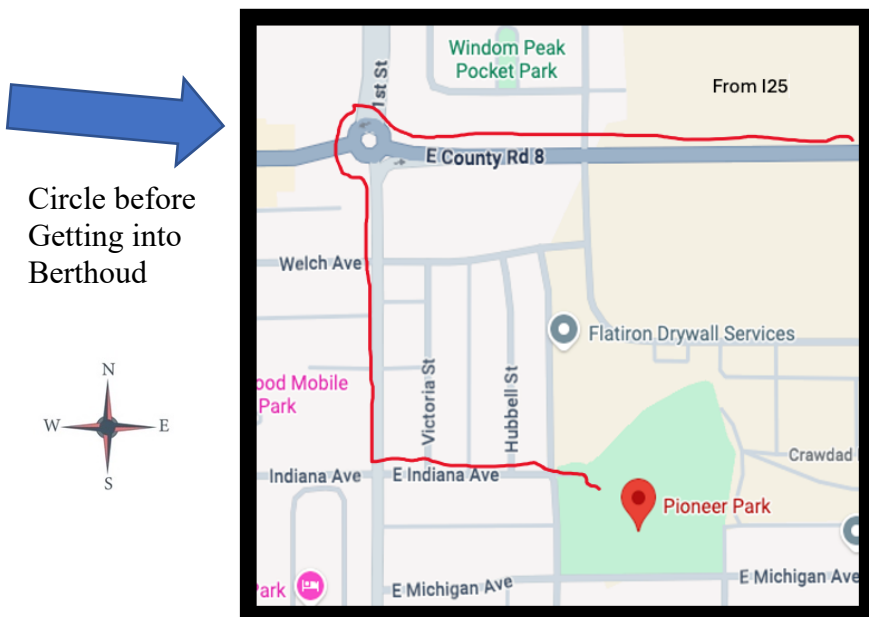 Windom Peak
Pocket Park
From I25
1st St
E County Rd 8
Circle before
Getting into
Berthoud
Welch Ave
Flatiron Drywall Services
N
W
E
S
ood Mobile
Park
Victoria St
Hubbell St
Crawdad
Indiana Ave
E Indiana Ave
Pioneer Park
Park
E Michigan Ave
E Michigan Ave